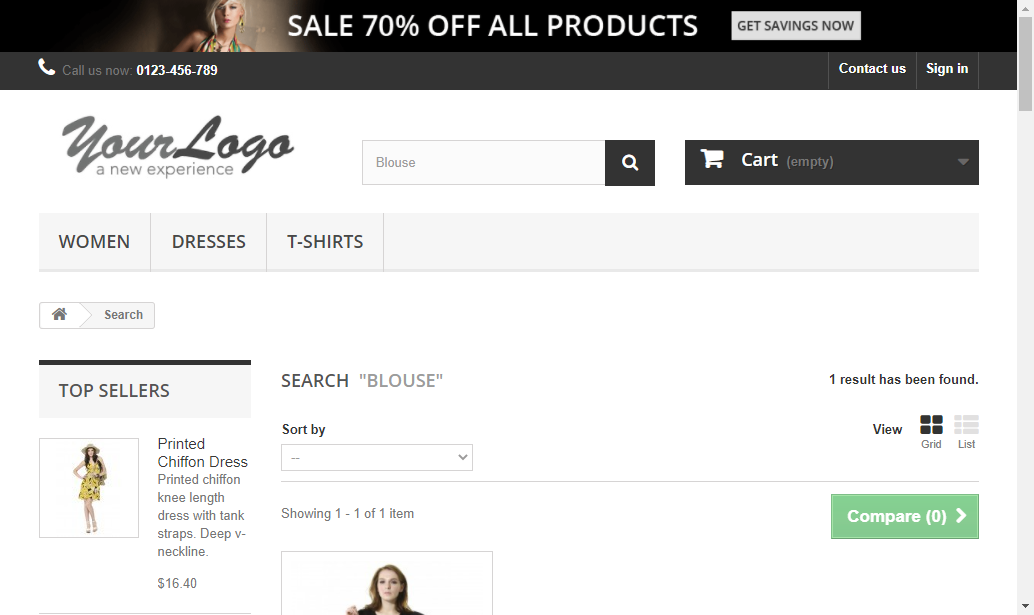 SALE 70% OFF ALL PRODUCTS GET SAVINGS NOW
Call us now: 0123-456-789 Contact us Sign in
YourLogo
a new experience
Blouse
Cart (empty)
WOMEN DRESSES T-SHIRTS
Search
TOP SELLERS
Printed
Chiffon Dress
Printed chiffon
knee length
dress with tank
straps. Deep v-
neckline.
$16.40
SEARCH "BLOUSE" 1 result has been found.
Sort by
--
View
Grid List
Showing 1 - 1 of 1 item
Compare (0)